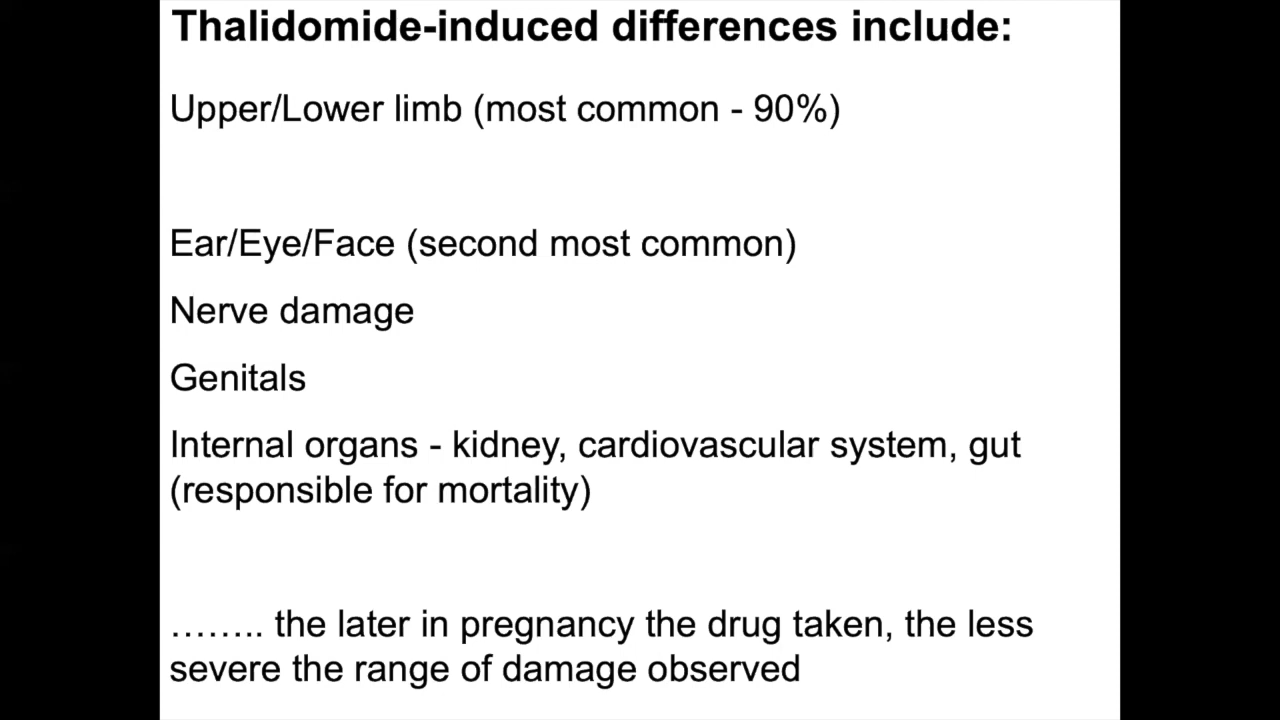 Thalidomide-induced differences include:
Upper/Lower limb (most common - 90%)
Ear/Eye/Face (second most common)
Nerve damage
Genitals
Internal organs - kidney, cardiovascular system, gut
(responsible for mortality)
…….. the later in pregnancy the drug taken, the less
severe the range of damage observed